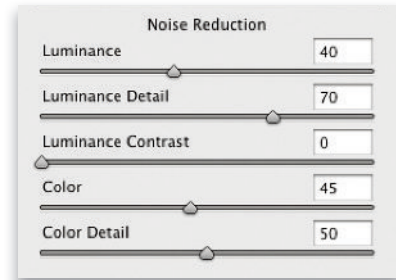 Noise Reduction
Luminance 40
Luminance Detail 70
Luminance Contrast 0
Color 45
Color Detail 50